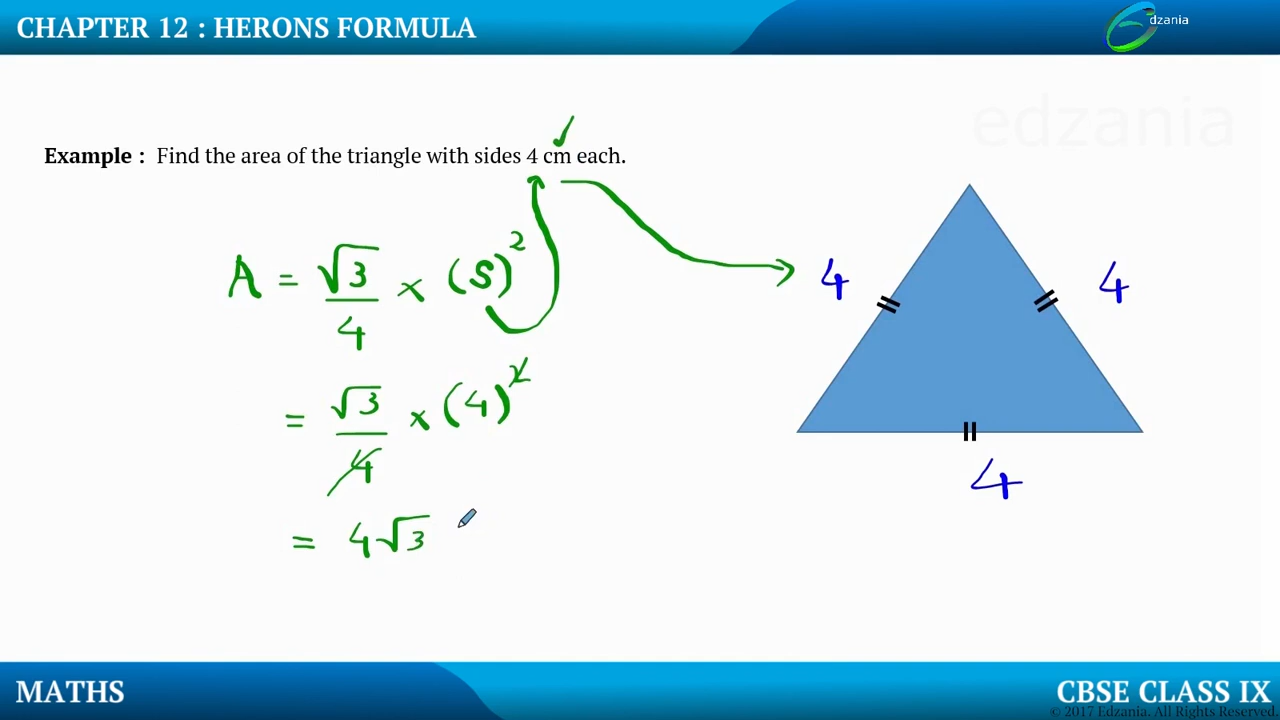 CHAPTER 12 : HERONS FORMULA
dzania
edzania
Example : Find the area of the triangle with sides 4 cm each.
A = √3/4 × (S)²
4
4
= √3/4 × (4)²
4
= 4√3
MATHS
CBSE CLASS IX
© 2017 Edzania. All Rights Reserved.